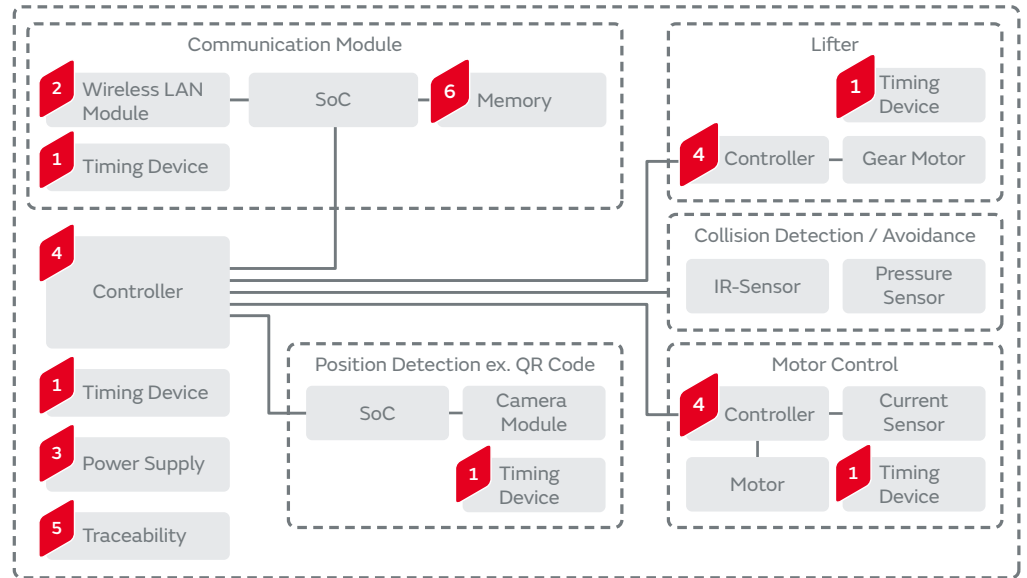 Communication Module
2
Wireless LAN
Module
SoC
6
Memory
1
Timing Device
Lifter
1
Timing
Device
4
Controller
Gear Motor
4
Controller
Collision Detection / Avoidance
IR-Sensor
Pressure
Sensor
1
Timing Device
3
Power Supply
5
Traceability
Position Detection ex. QR Code
SoC
Camera
Module
1
Timing
Device
Motor Control
4
Controller
Current
Sensor
Motor
1
Timing
Device